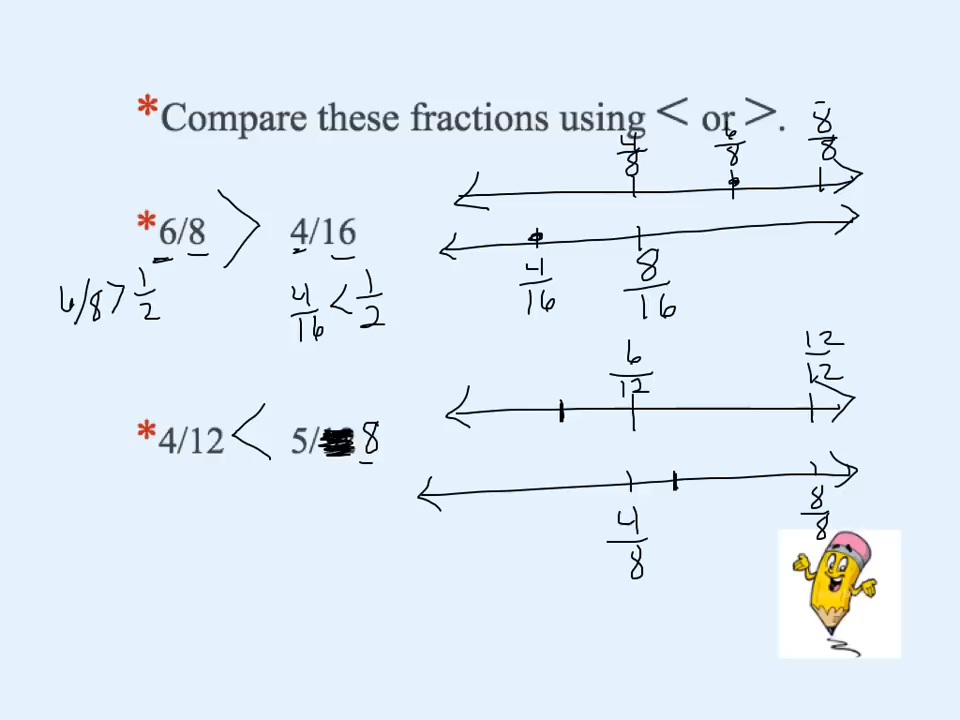 *Compare these fractions using < or >.
4/8 6/8 8/8
*6/8 > 4/16
6/8 > 1/2 4/16 < 1/2
4/16 8/16
6/12 12/12
*4/12 < 5/ 8
4/8 8/8